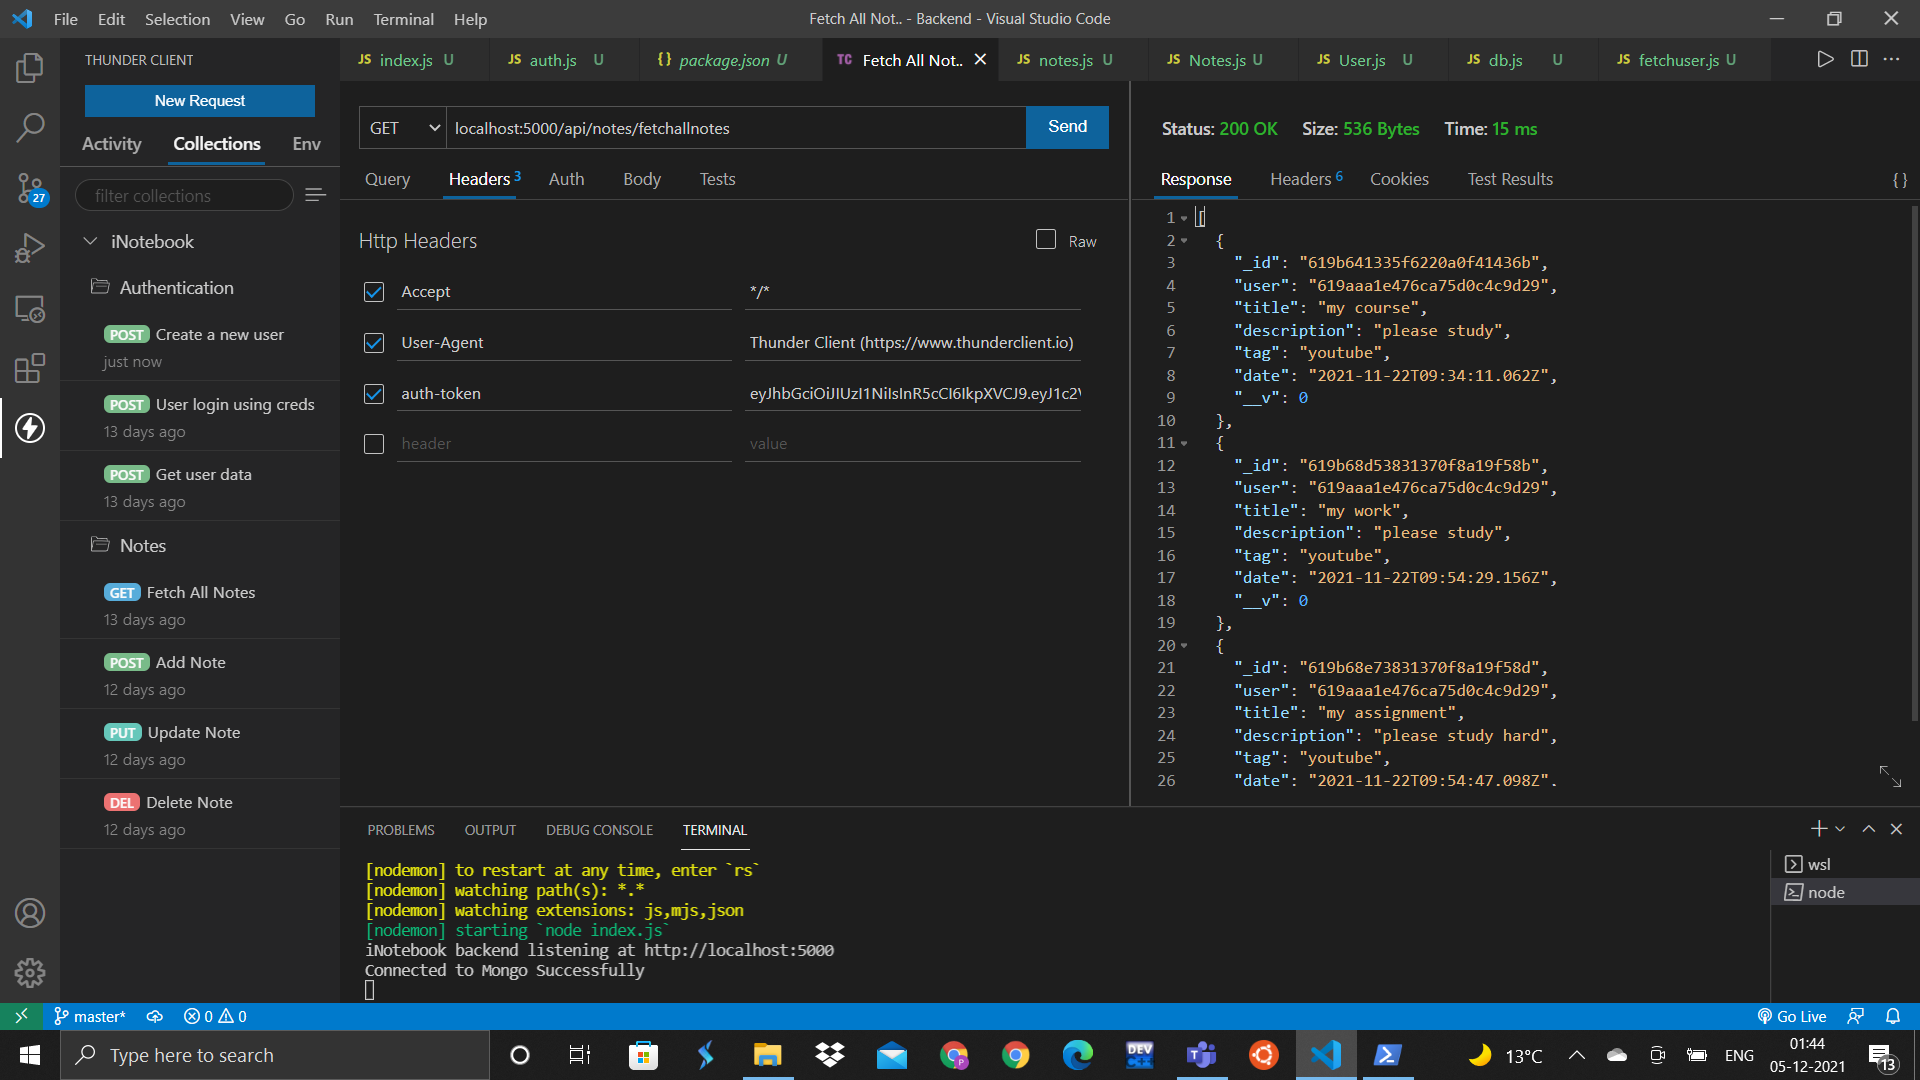 File Edit Selection View Go Run Terminal Help
Fetch All Not.. - Backend - Visual Studio Code
THUNDER CLIENT
New Request
Activity Collections Env
filter collections
iNotebook
Authentication
POST Create a new user
just now
POST User login using creds
13 days ago
POST Get user data
13 days ago
Notes
GET Fetch All Notes
13 days ago
POST Add Note
12 days ago
PUT Update Note
12 days ago
DEL Delete Note
12 days ago
27
JS index.js U
JS auth.js U
{} package.json U
TC Fetch All Not..
JS notes.js U
JS Notes.js U
JS User.js U
JS db.js U
JS fetchuser.js U
GET localhost:5000/api/notes/fetchallnotes Send
Query Headers 3 Auth Body Tests
Http Headers Raw
Accept */*
User-Agent Thunder Client (https://www.thunderclient.io)
auth-token eyJhbGciOiJIUzI1NiIsInR5cCI6IkpXVCJ9.eyJ1c2V
header value
Status: 200 OK Size: 536 Bytes Time: 15 ms
Response Headers 6 Cookies Test Results {}
1 [
2 {
3 "_id": "619b641335f6220a0f41436b",
4 "user": "619aaa1e476ca75d0c4c9d29",
5 "title": "my course",
6 "description": "please study",
7 "tag": "youtube",
8 "date": "2021-11-22T09:34:11.062Z",
9 "__v": 0
10 },
11 {
12 "_id": "619b68d53831370f8a19f58b",
13 "user": "619aaa1e476ca75d0c4c9d29",
14 "title": "my work",
15 "description": "please study",
16 "tag": "youtube",
17 "date": "2021-11-22T09:54:29.156Z",
18 "__v": 0
19 },
20 {
21 "_id": "619b68e73831370f8a19f58d",
22 "user": "619aaa1e476ca75d0c4c9d29",
23 "title": "my assignment",
24 "description": "please study hard",
25 "tag": "youtube",
26 "date": "2021-11-22T09:54:47.098Z",
PROBLEMS OUTPUT DEBUG CONSOLE TERMINAL
[nodemon] to restart at any time, enter `rs`
[nodemon] watching path(s): *.*
[nodemon] watching extensions: js,mjs,json
[nodemon] starting `node index.js`
iNotebook backend listening at http://localhost:5000
Connected to Mongo Successfully
wsl
node
master* 0 0
Go Live
Type here to search
DEV
13°C
ENG
01:44
05-12-2021
13